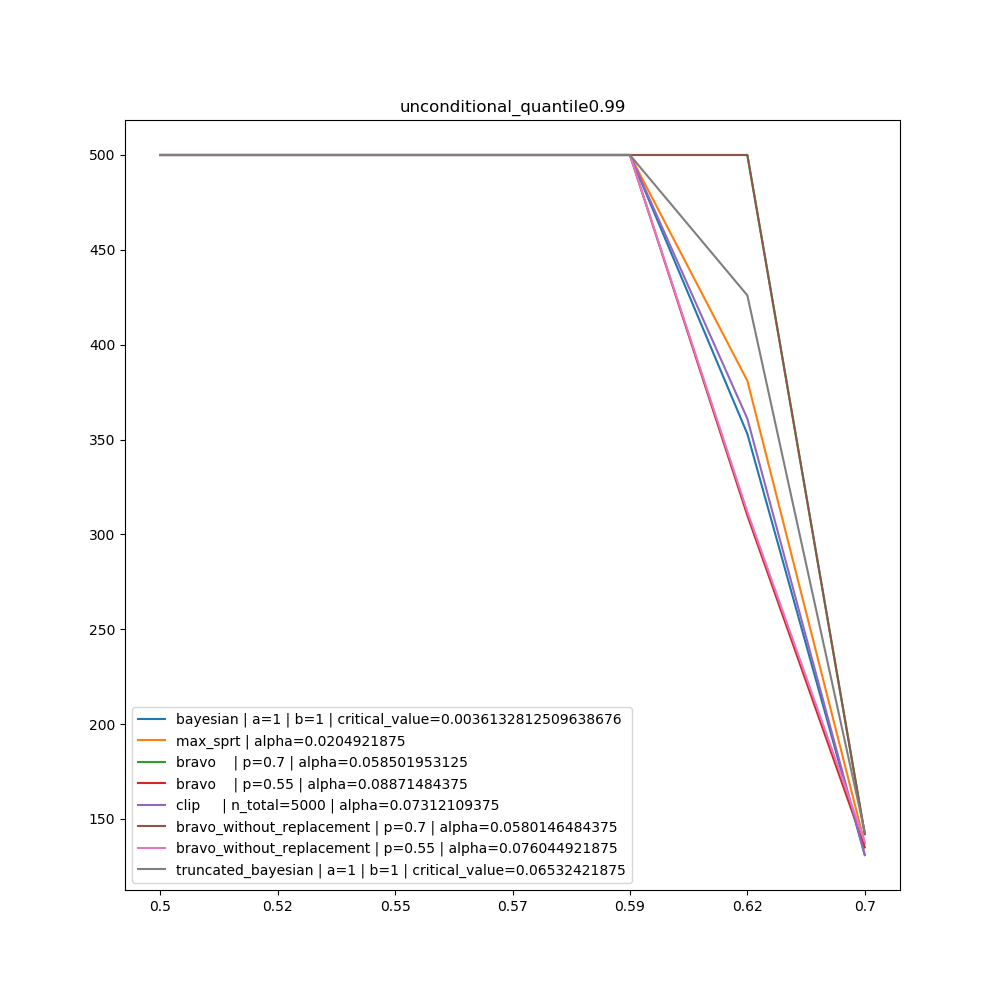 unconditional_quantile0.99
500
450
400
350
300
250
200
150
bayesian | a=1 | b=1 | critical_value=0.0036132812509638676
max_sprt | alpha=0.0204921875
bravo    | p=0.7 | alpha=0.058501953125
bravo    | p=0.55 | alpha=0.08871484375
clip     | n_total=5000 | alpha=0.07312109375
bravo_without_replacement | p=0.7 | alpha=0.0580146484375
bravo_without_replacement | p=0.55 | alpha=0.076044921875
truncated_bayesian | a=1 | b=1 | critical_value=0.06532421875
0.5 0.52 0.55 0.57 0.59 0.62 0.7